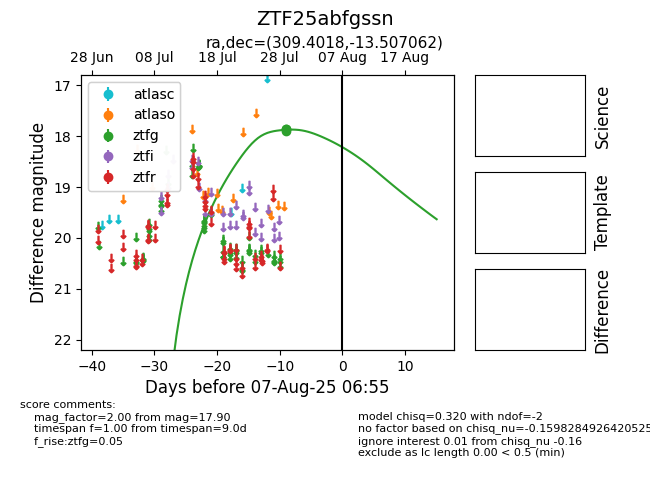 ZTF25abfgssn
ra,dec=(309.4018,-13.507062)
28 Jun 08 Jul 18 Jul 28 Jul 07 Aug 17 Aug
atlasc
atlaso
ztfg
ztfi
ztfr
17
18
19
20
21
22
Difference magnitude
−40 −30 −20 −10 0 10
Days before 07-Aug-25 06:55
Science
Template
Difference
score comments:
mag_factor=2.00 from mag=17.90
timespan f=1.00 from timespan=9.0d
f_rise:ztfg=0.05
model chisq=0.320 with ndof=-2
no factor based on chisq_nu=-0.1598284926420525
ignore interest 0.01 from chisq_nu -0.16
exclude as lc length 0.00 < 0.5 (min)